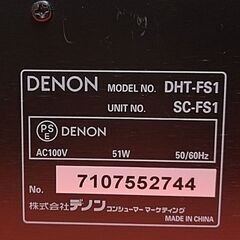 DENON MODEL NO. DHT-FS1
UNIT NO. SC-FS1
PS E DENON
AC100V 51W 50/60Hz
No. 7107552744
株式会社デノン コンシューマー マーケティング
MADE IN CHINA